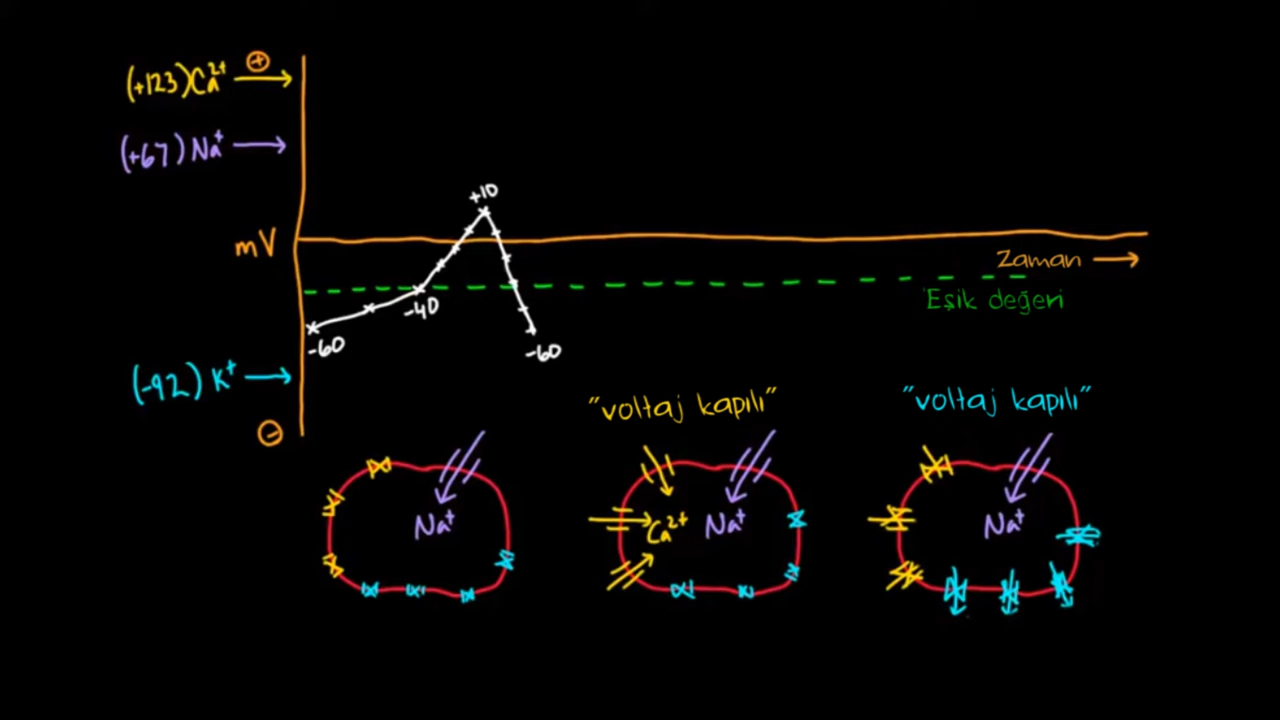 (+123) Ca²⁺ → ⊕
(+67) Na⁺ →
+10
mV
Zaman →
Eşik değeri
-40
-60
-60
(-92) K⁺ →
⊖
"voltaj kapılı"
"voltaj kapılı"
Na⁺
Ca²⁺ Na⁺
Na⁺